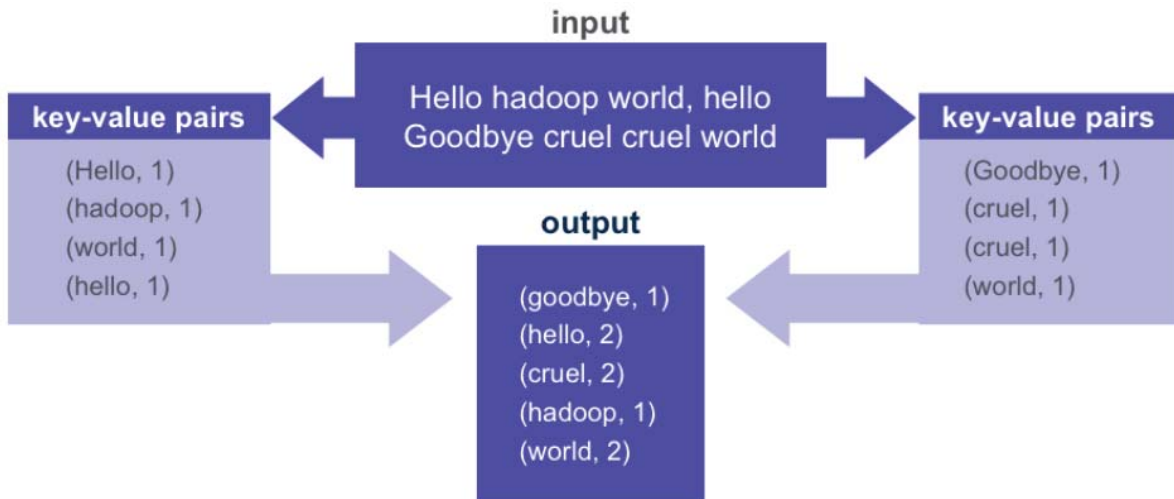 input
Hello hadoop world, hello
Goodbye cruel cruel world
key-value pairs
(Hello, 1)
(hadoop, 1)
(world, 1)
(hello, 1)
key-value pairs
(Goodbye, 1)
(cruel, 1)
(cruel, 1)
(world, 1)
output
(goodbye, 1)
(hello, 2)
(cruel, 2)
(hadoop, 1)
(world, 2)